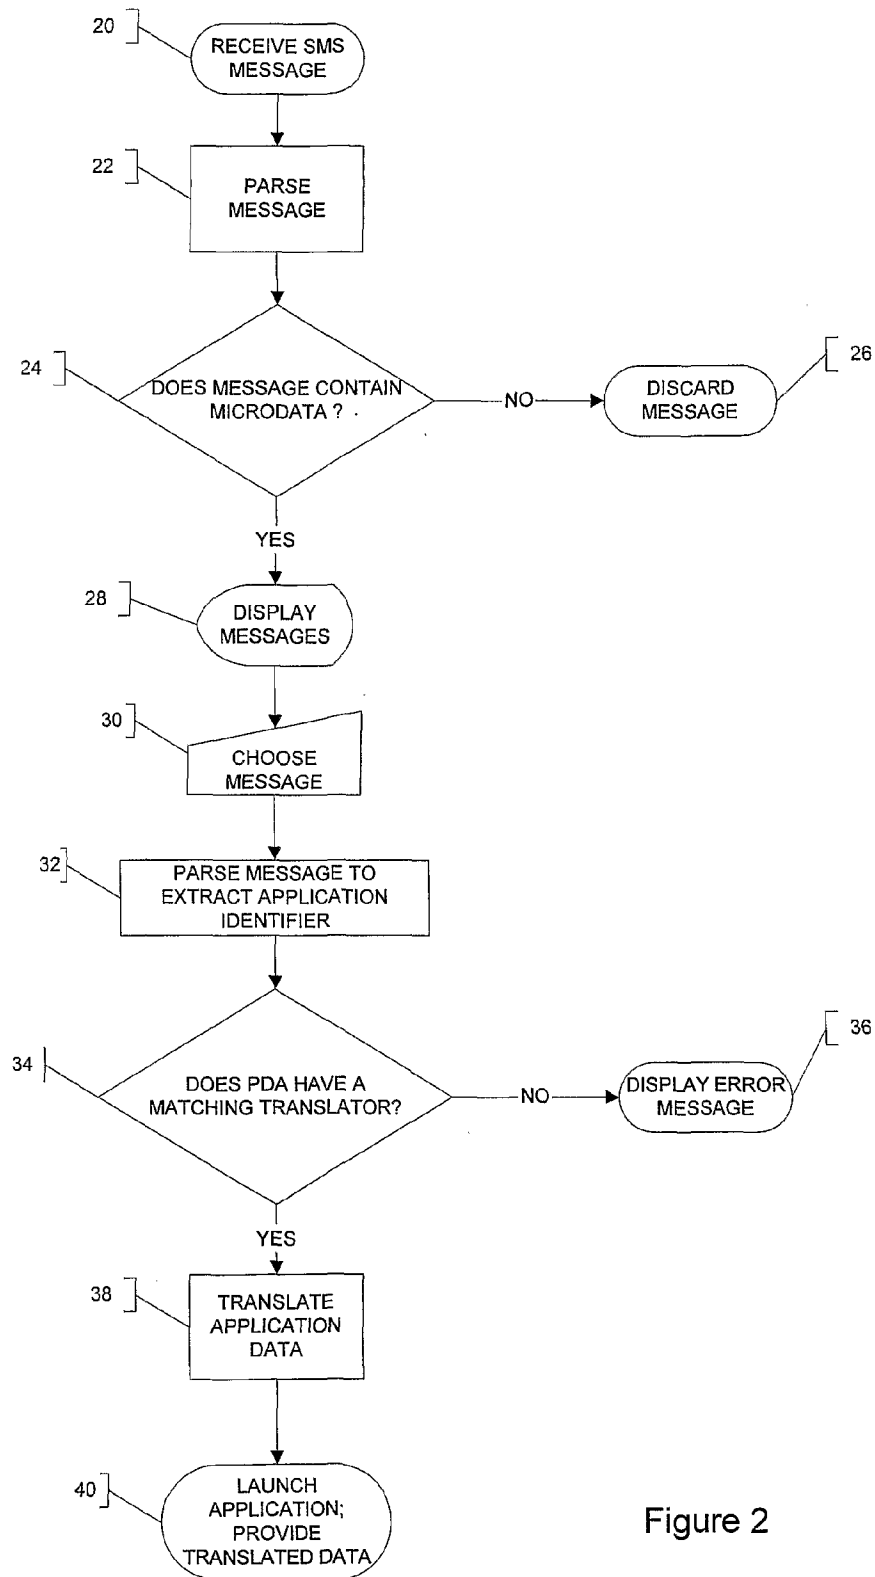 20
RECEIVE SMS
MESSAGE
22
PARSE
MESSAGE
24
DOES MESSAGE CONTAIN
MICRODATA ?
NO
DISCARD
MESSAGE
26
YES
28
DISPLAY
MESSAGES
30
CHOOSE
MESSAGE
32
PARSE MESSAGE TO
EXTRACT APPLICATION
IDENTIFIER
34
DOES PDA HAVE A
MATCHING TRANSLATOR?
NO
DISPLAY ERROR
MESSAGE
36
YES
38
TRANSLATE
APPLICATION
DATA
40
LAUNCH
APPLICATION;
PROVIDE
TRANSLATED DATA
Figure 2